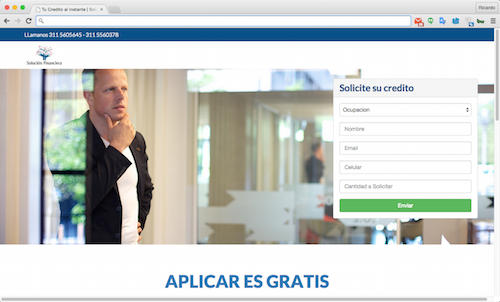 Ricardo
Tu Credito al Instante | Sol
LLamanos 311 5605645 - 311 5560378
Solución Financiera
Solicite su credito
Ocupacion
Nombre
Email
Celular
Cantidad a Solicitar
Enviar
APLICAR ES GRATIS